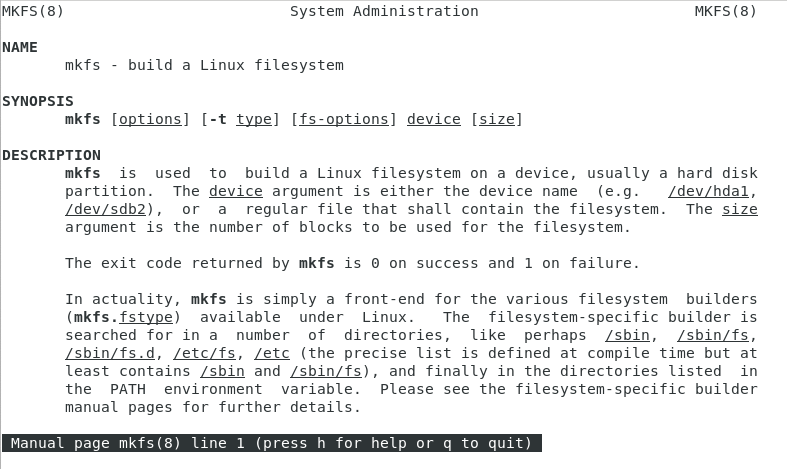 MKFS(8) System Administration MKFS(8)
NAME
mkfs - build a Linux filesystem
SYNOPSIS
mkfs [options] [-t type] [fs-options] device [size]
DESCRIPTION
mkfs is used to build a Linux filesystem on a device, usually a hard disk
partition. The device argument is either the device name (e.g. /dev/hda1,
/dev/sdb2), or a regular file that shall contain the filesystem. The size
argument is the number of blocks to be used for the filesystem.
The exit code returned by mkfs is 0 on success and 1 on failure.
In actuality, mkfs is simply a front-end for the various filesystem builders
(mkfs.fstype) available under Linux. The filesystem-specific builder is
searched for in a number of directories, like perhaps /sbin, /sbin/fs,
/sbin/fs.d, /etc/fs, /etc (the precise list is defined at compile time but at
least contains /sbin and /sbin/fs), and finally in the directories listed in
the PATH environment variable. Please see the filesystem-specific builder
manual pages for further details.
Manual page mkfs(8) line 1 (press h for help or q to quit)